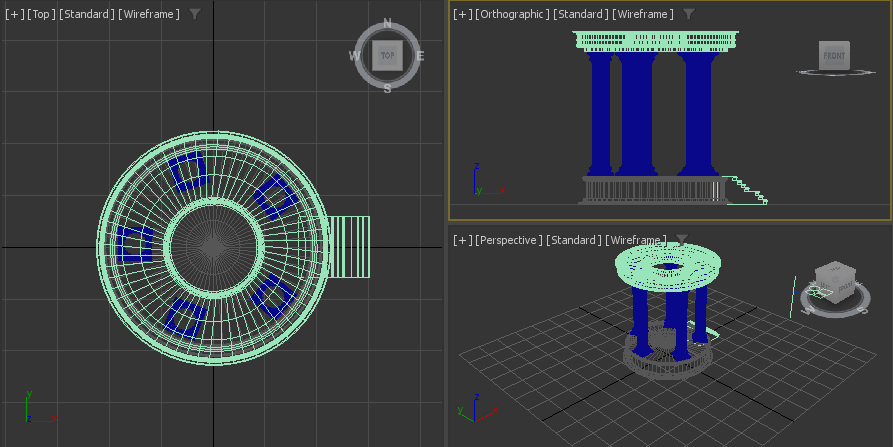 [+] [Top] [Standard] [Wireframe]
N
W TOP E
S
y
z x
[+] [Orthographic] [Standard] [Wireframe]
FRONT
z
y x
[+] [Perspective] [Standard] [Wireframe]
z
y x